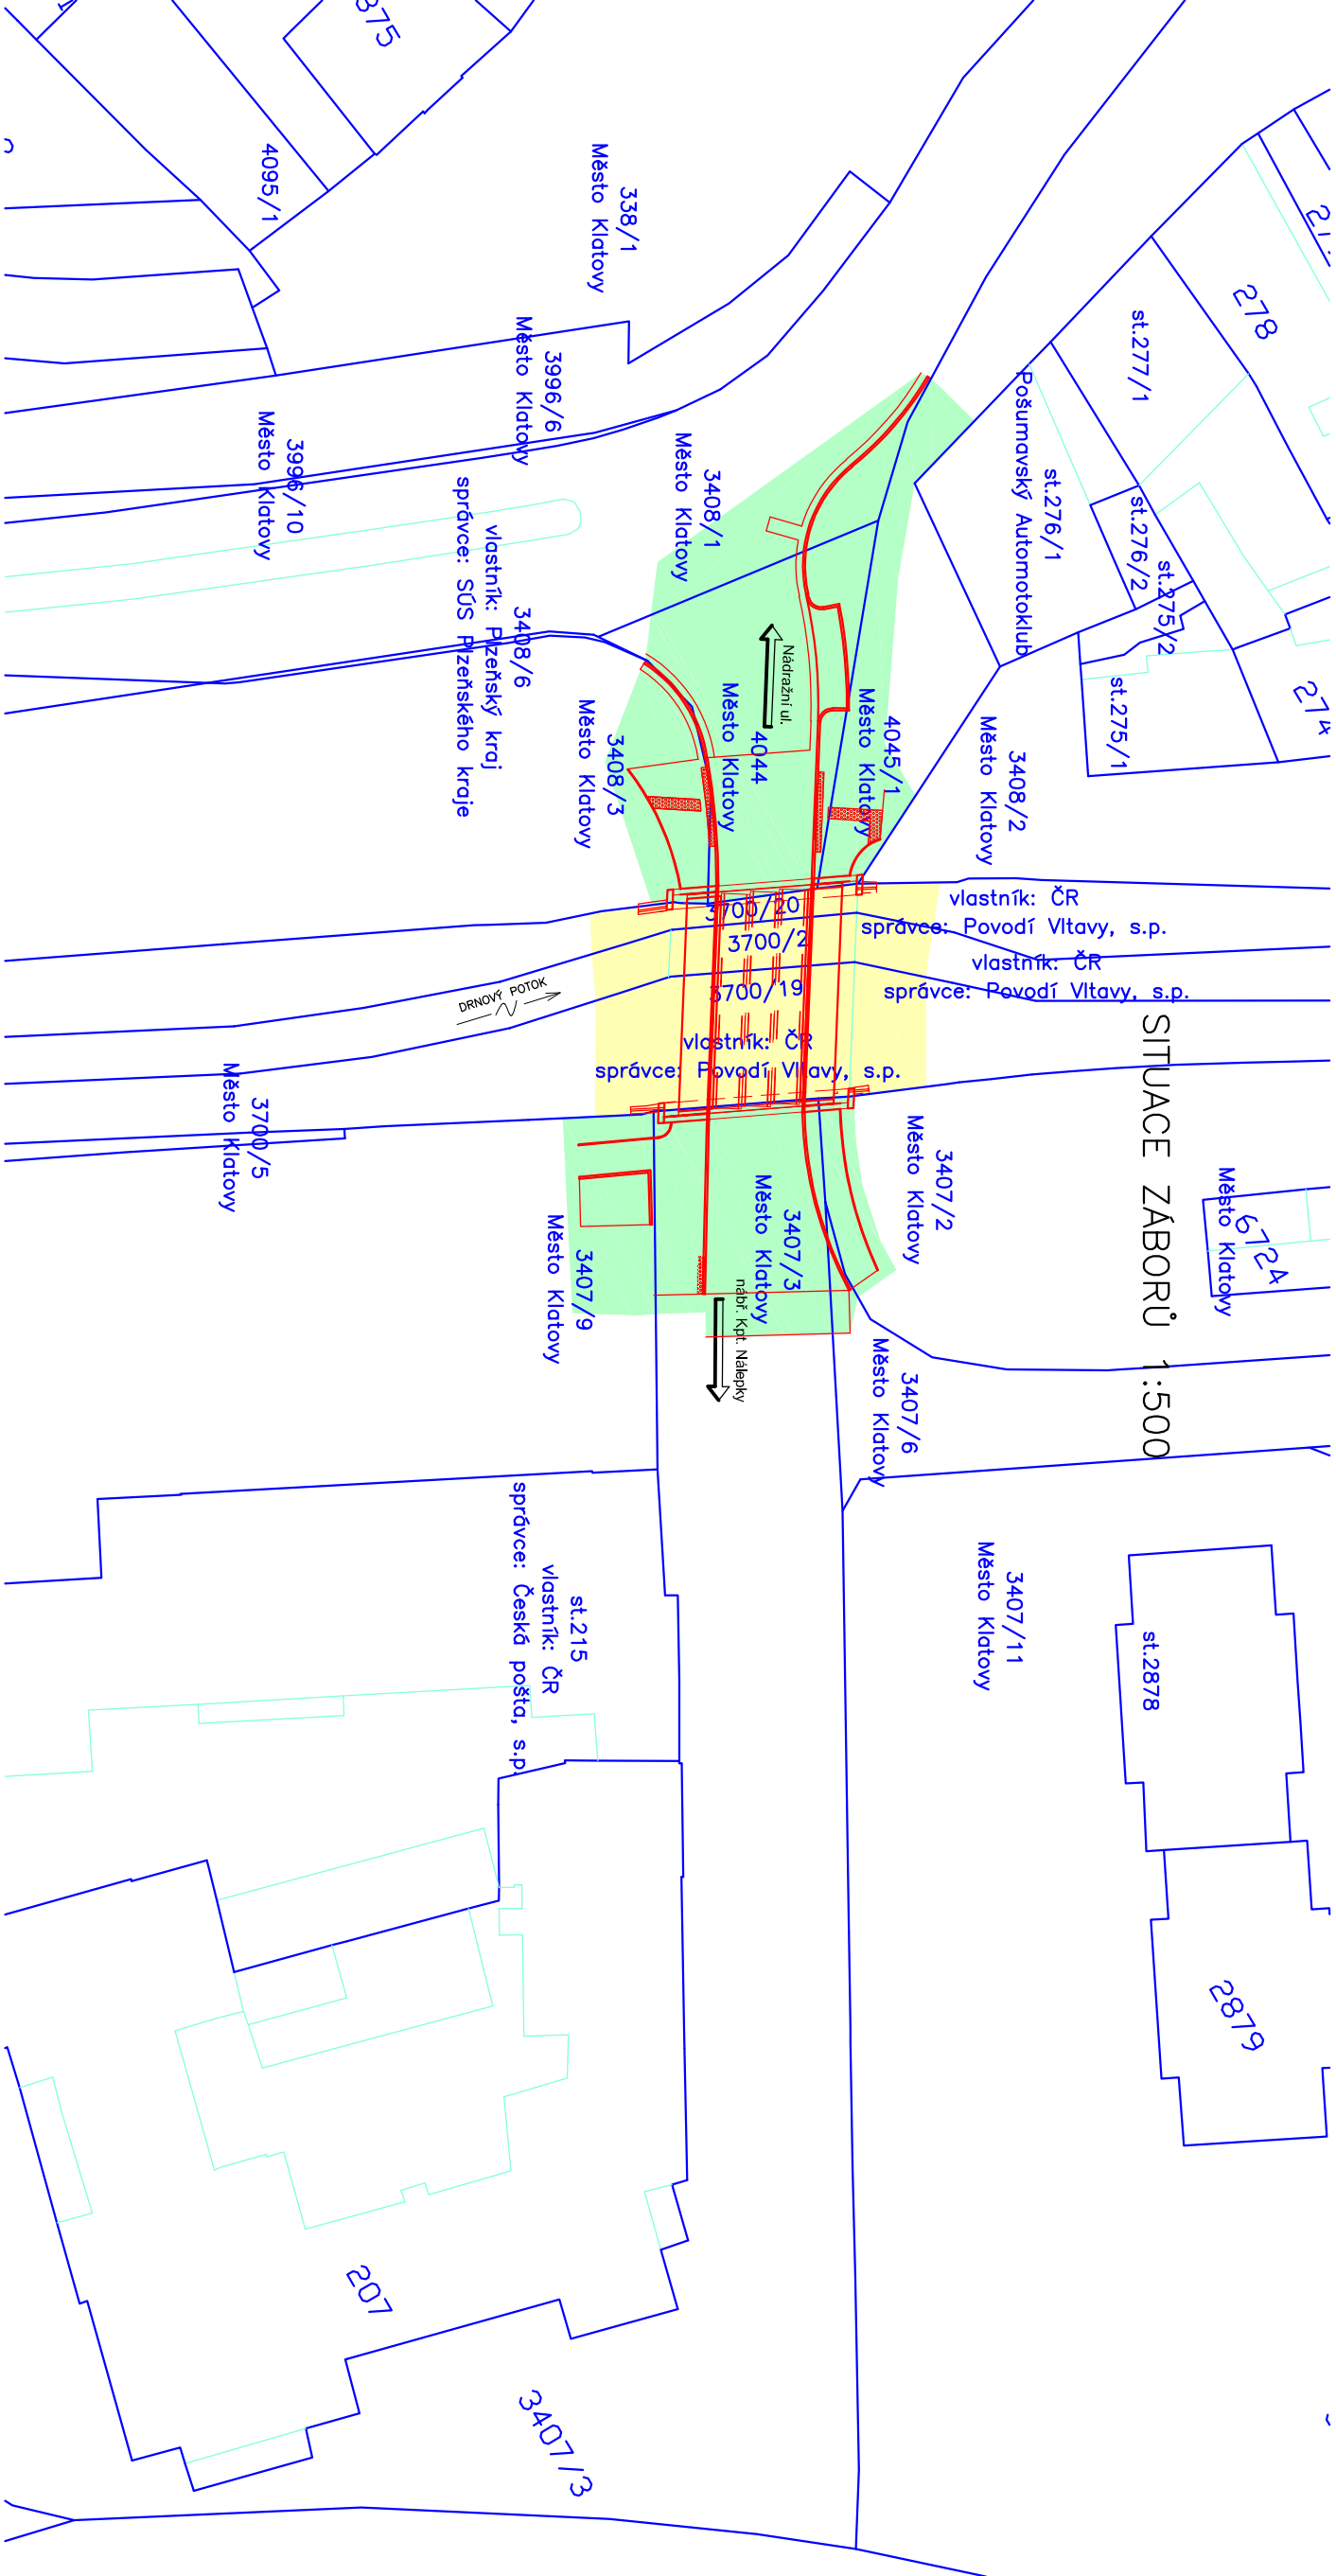 SITUACE ZÁBORŮ 1:500
375
4095/1
338/1
Město Klatovy
278
st.277/1
st.276/1
Pošumavský Automotoklub
st.276/2
st.275/2
st.275/1
274
3996/6
Město Klatovy
3996/10
Město Klatovy
3408/1
Město Klatovy
3408/6
vlastník: Plzeňský kraj
správce: SÚS Plzeňského kraje
3408/3
Město Klatovy
Nádražní ul.
4044
Město Klatovy
4045/1
Město Klatovy
3408/2
Město Klatovy
vlastník: ČR
správce: Povodí Vltavy, s.p.
vlastník: ČR
správce: Povodí Vltavy, s.p.
3700/20
3700/2
3700/19
vlastník: ČR
správce: Povodí Vltavy, s.p.
DRNOVÝ POTOK
3700/5
Město Klatovy
3407/2
Město Klatovy
6724
Město Klatovy
3407/3
Město Klatovy
3407/9
Město Klatovy
nábř. Kpt. Nálepky
3407/6
Město Klatovy
st.215
vlastník: ČR
správce: Česká pošta, s.p.
3407/11
Město Klatovy
st.2878
2879
207
3407/3